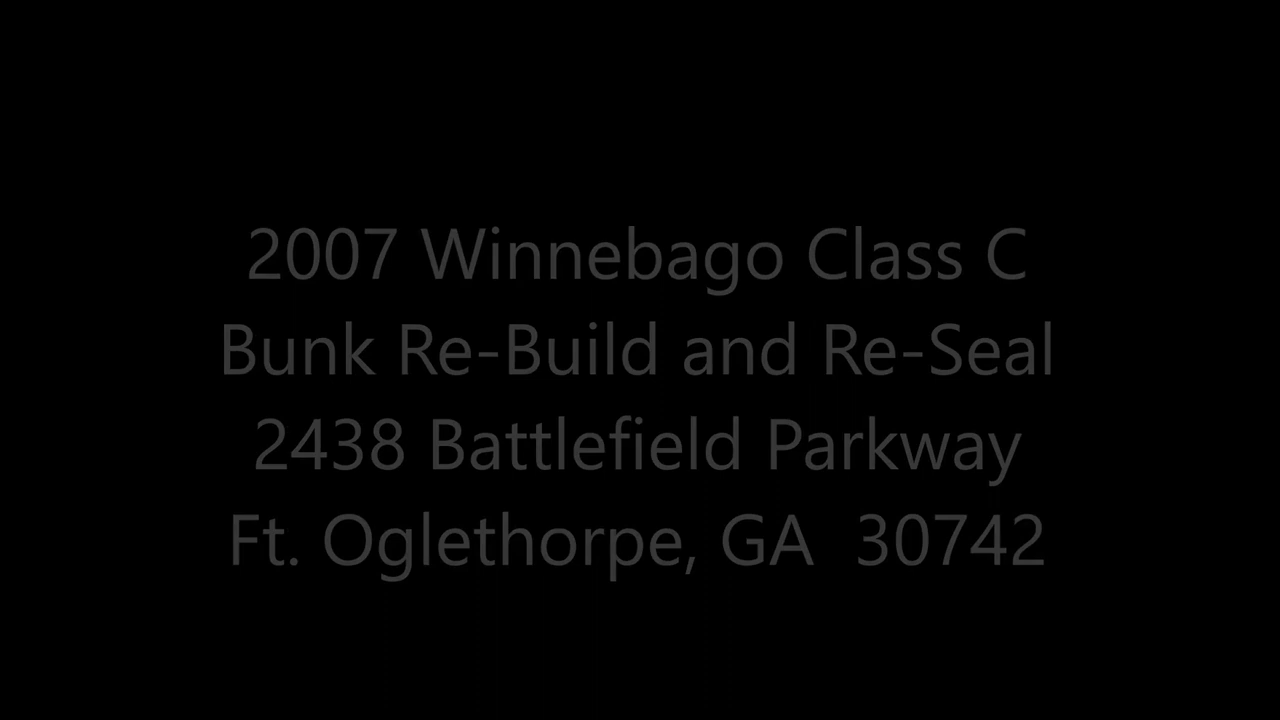 2007 Winnebago Class C
Bunk Re-Build and Re-Seal
2438 Battlefield Parkway
Ft. Oglethorpe, GA  30742